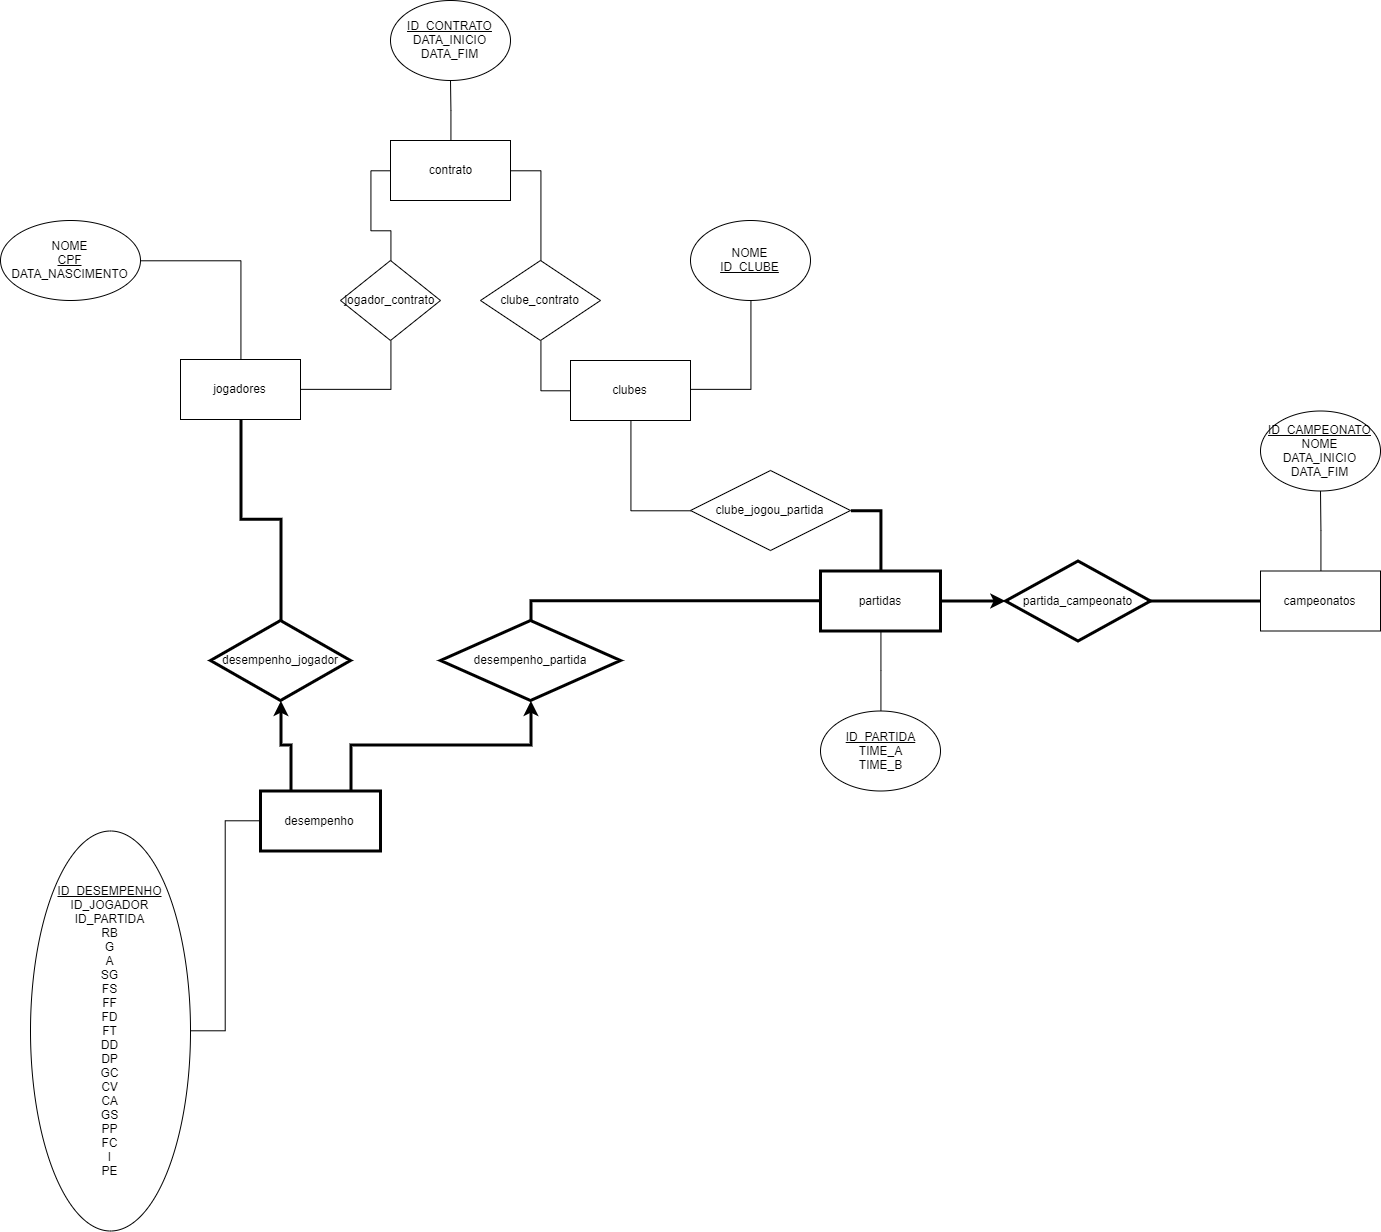 ID_CONTRATO
DATA_INICIO
DATA_FIM
contrato
NOME
CPF
DATA_NASCIMENTO
jogador_contrato
clube_contrato
NOME
ID_CLUBE
jogadores
clubes
ID_CAMPEONATO
NOME
DATA_INICIO
DATA_FIM
clube_jogou_partida
partidas
partida_campeonato
campeonatos
desempenho_jogador
desempenho_partida
ID_PARTIDA
TIME_A
TIME_B
desempenho
ID_DESEMPENHO
ID_JOGADOR
ID_PARTIDA
RB
G
A
SG
FS
FF
FD
FT
DD
DP
GC
CV
CA
GS
PP
FC
I
PE